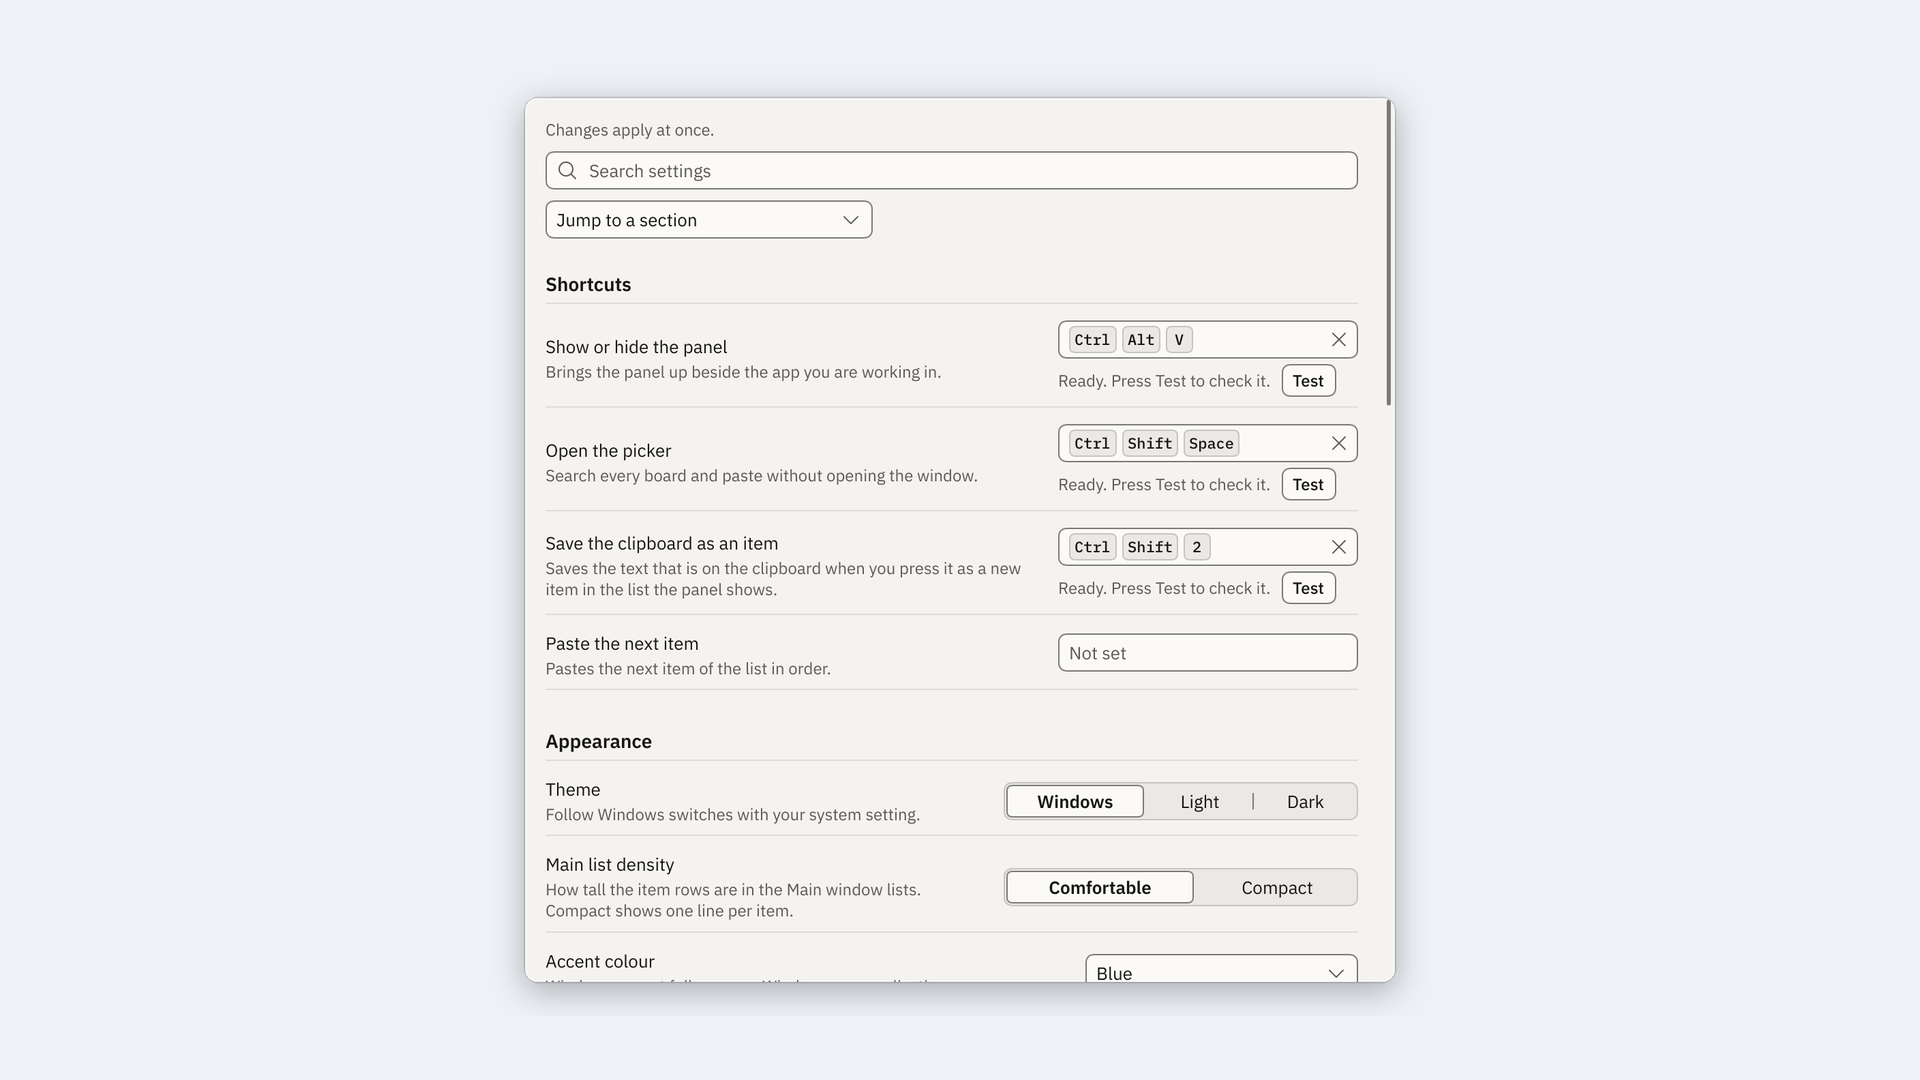 Changes apply at once.
Search settings
Jump to a section
Shortcuts
Show or hide the panel
Brings the panel up beside the app you are working in.
Ctrl Alt V
Ready. Press Test to check it. Test
Open the picker
Search every board and paste without opening the window.
Ctrl Shift Space
Ready. Press Test to check it. Test
Save the clipboard as an item
Saves the text that is on the clipboard when you press it as a new
item in the list the panel shows.
Ctrl Shift 2
Ready. Press Test to check it. Test
Paste the next item
Pastes the next item of the list in order.
Not set
Appearance
Theme
Follow Windows switches with your system setting.
Windows Light Dark
Main list density
How tall the item rows are in the Main window lists.
Compact shows one line per item.
Comfortable Compact
Accent colour
Blue